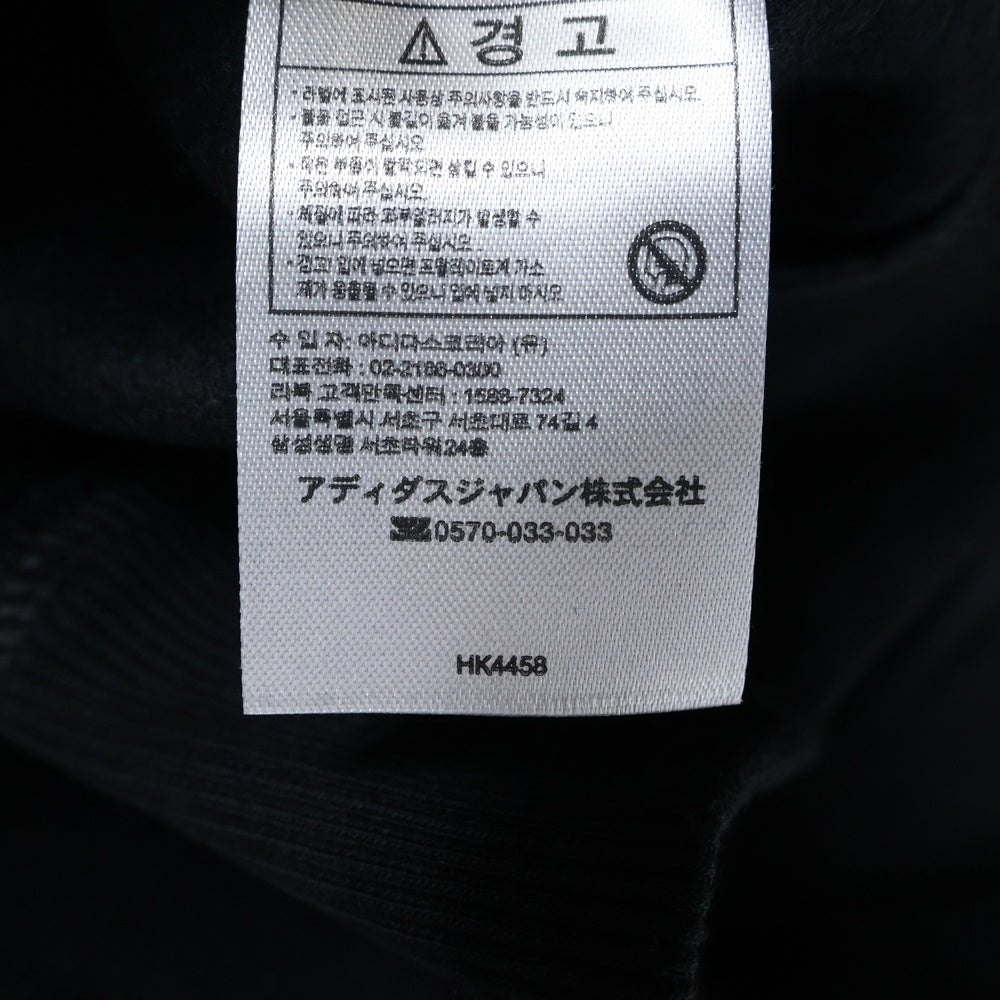 ⚠ 경고
· 라벨에 표시된 사용상 주의사항을 반드시 숙지하여 주십시오.
· 불꽃 접근 시 불길이 옮겨 붙을 가능성이 있으니
주의하여 주십시오
· 작은 부품이 탈락되면 삼킬 수 있으니
주의하여 주십시오.
· 체질에 따라 피부알러지가 발생할 수
있으니 주의하여 주십시오.
· 경고! 입에 넣으면 프탈레이트계 가소
제가 용출될 수 있으니 입에 넣지 마시오
수 입 자: 아디다스코리아 (유)
대표전화 : 02-2186-0300
리복 고객만족센터 : 1588-7324
서울특별시 서초구 서초대로 74길 4
삼성생명 서초타워24층
アディダスジャパン株式会社
0570-033-033
HK4458